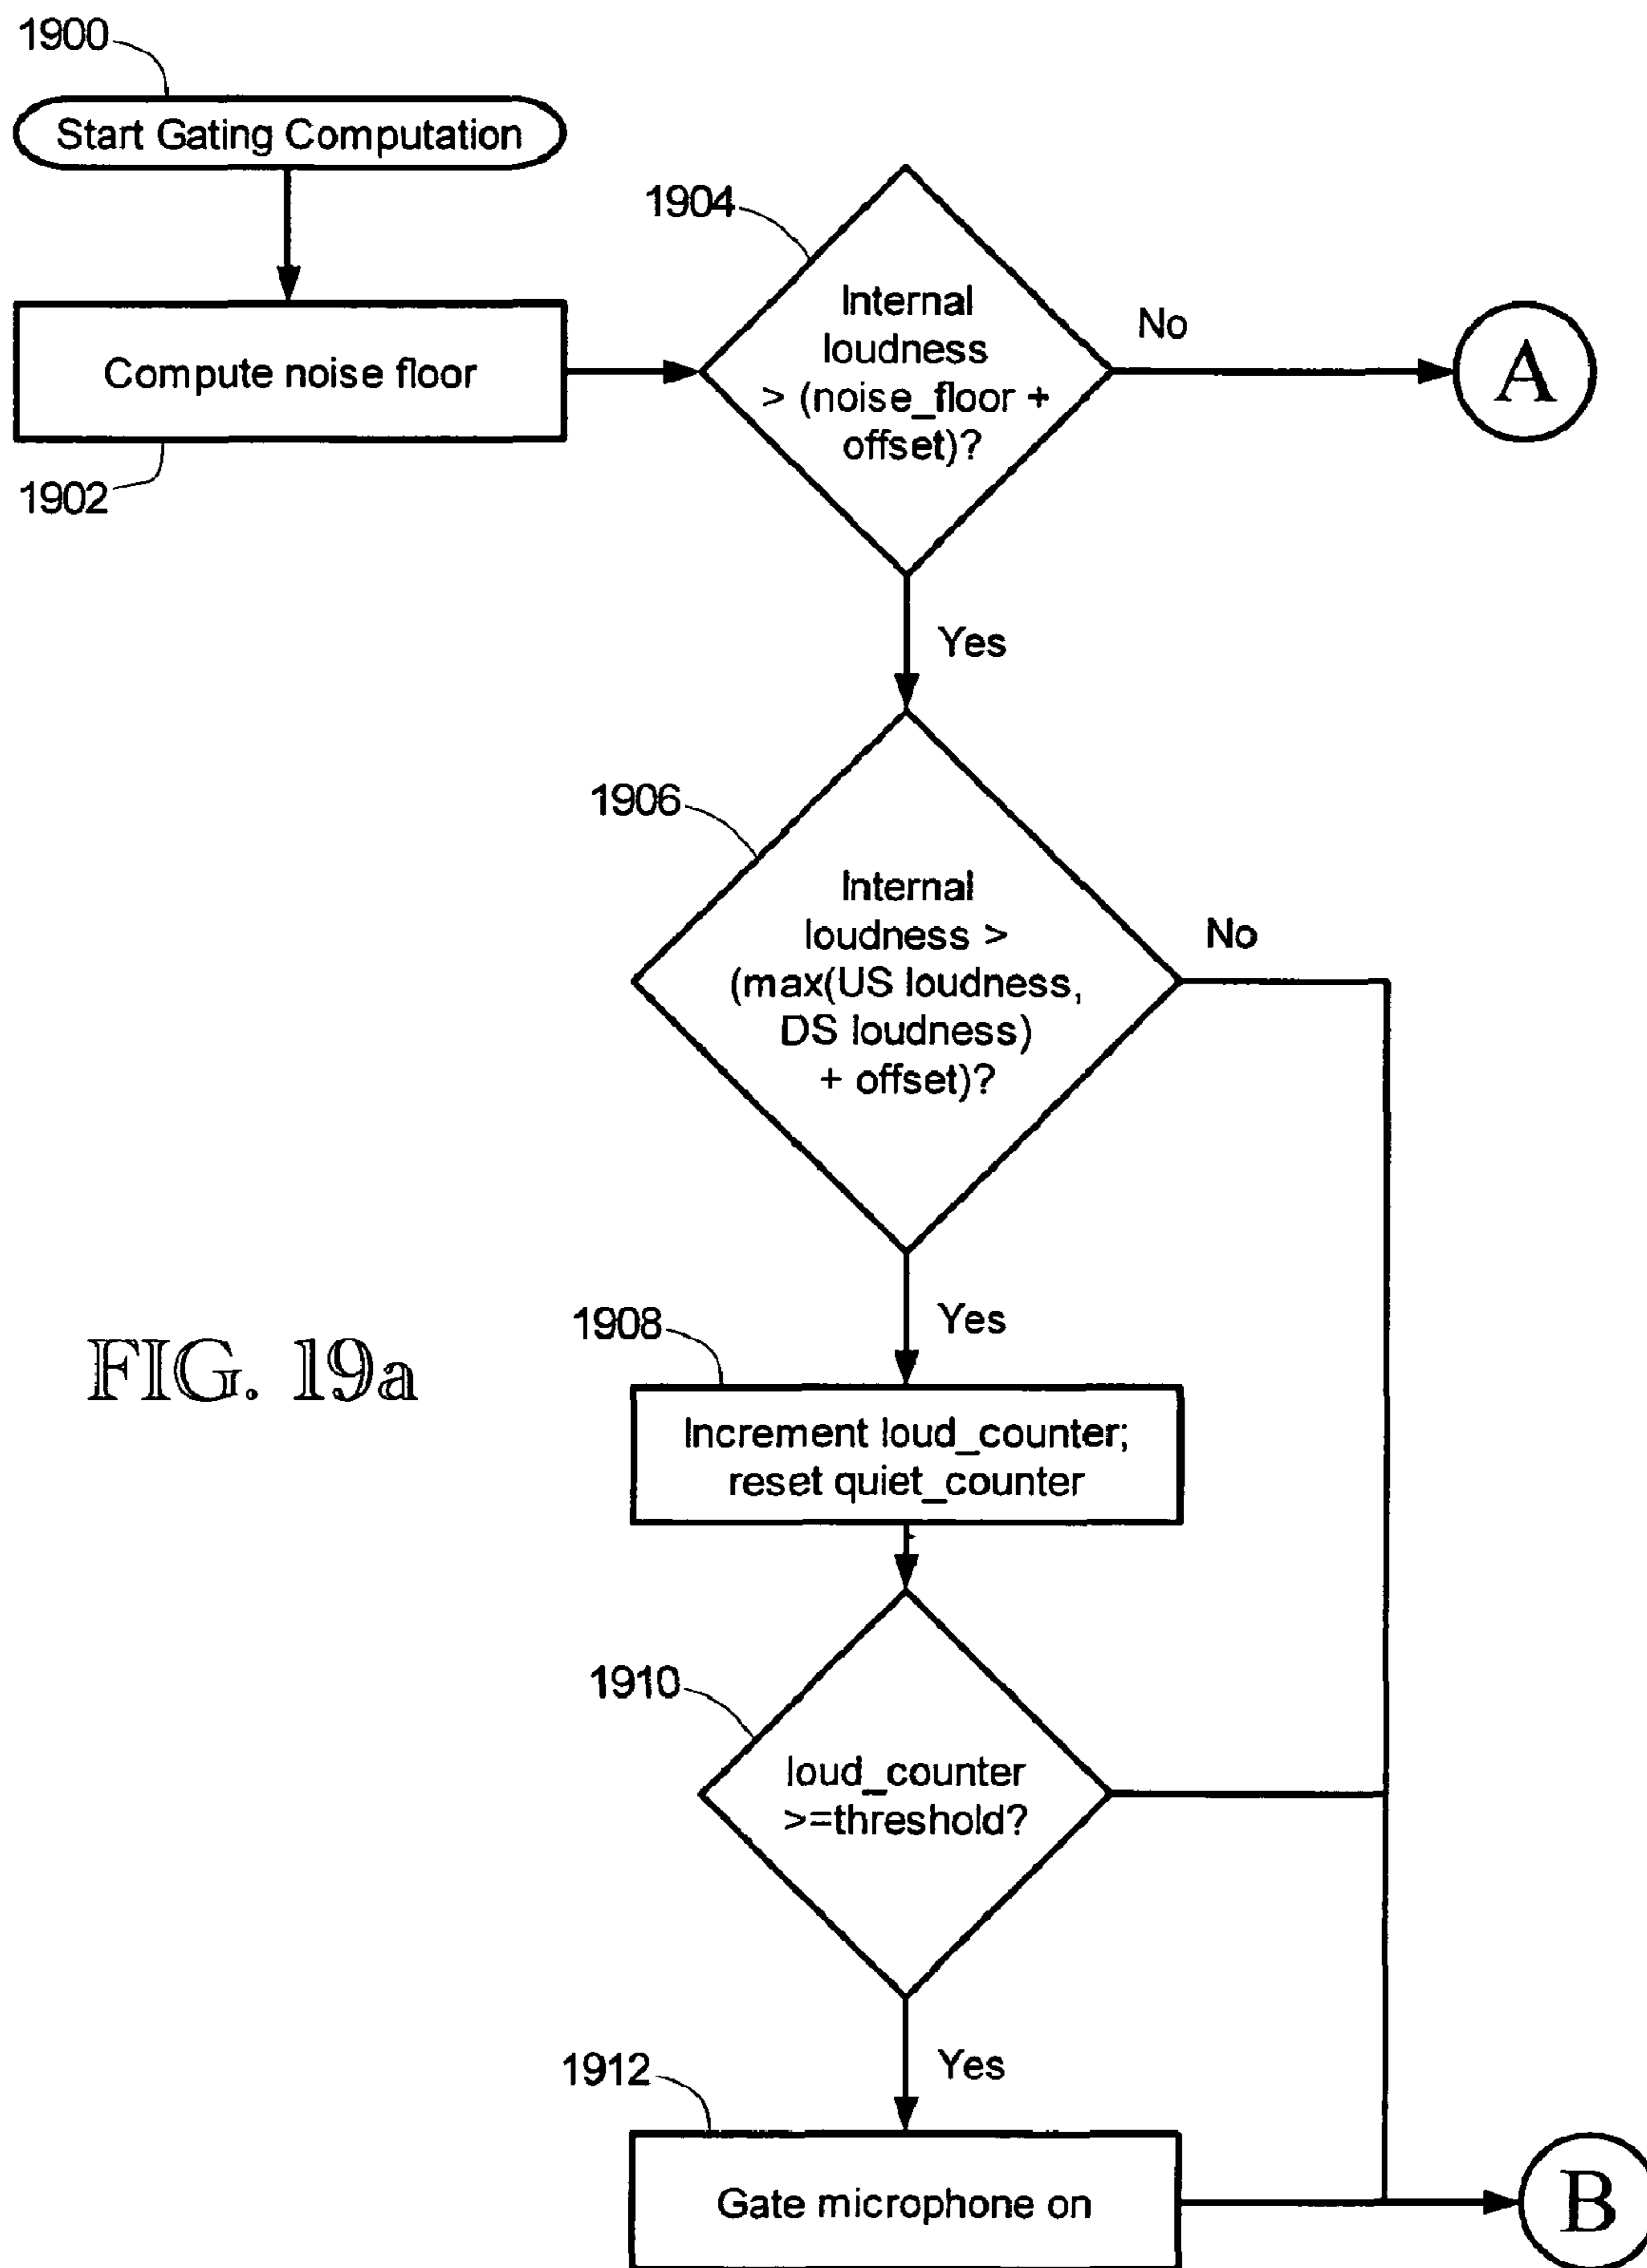 1900
Start Gating Computation
1904
Internal
loudness
> (noise_floor +
offset)?
No
A
Compute noise floor
1902
Yes
1906
Internal
loudness >
(max(US loudness,
DS loudness)
+ offset)?
No
Yes
1908
FIG. 19a
Increment loud_counter;
reset quiet_counter
1910
loud_counter
>=threshold?
Yes
1912
Gate microphone on
B